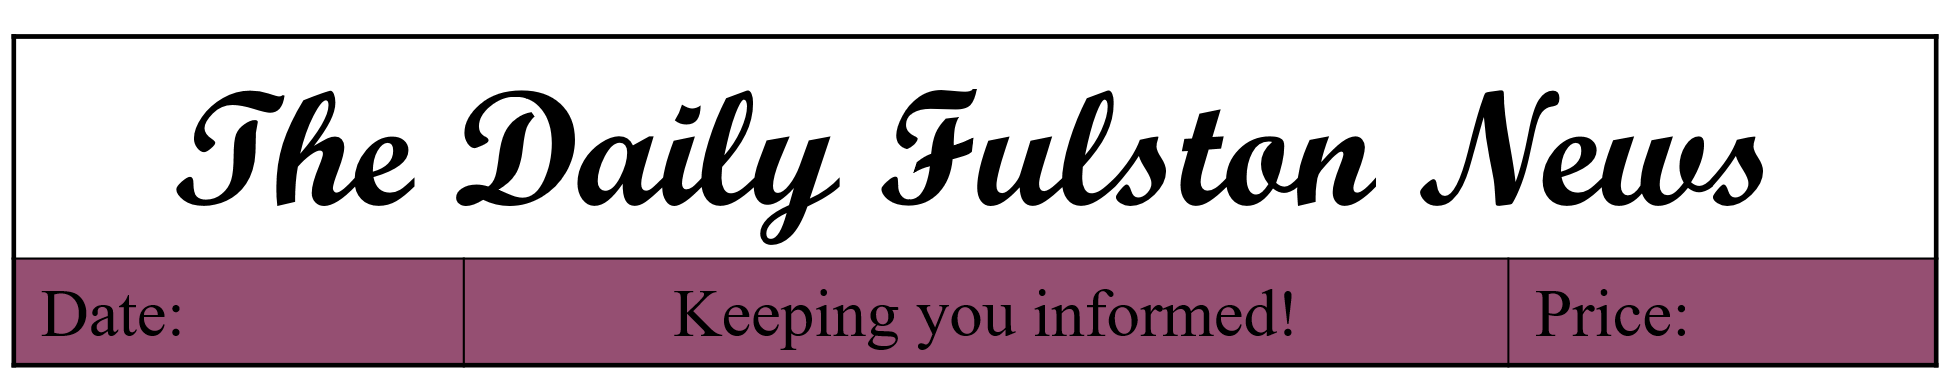 The Daily Fulston News
Date: Keeping you informed! Price: